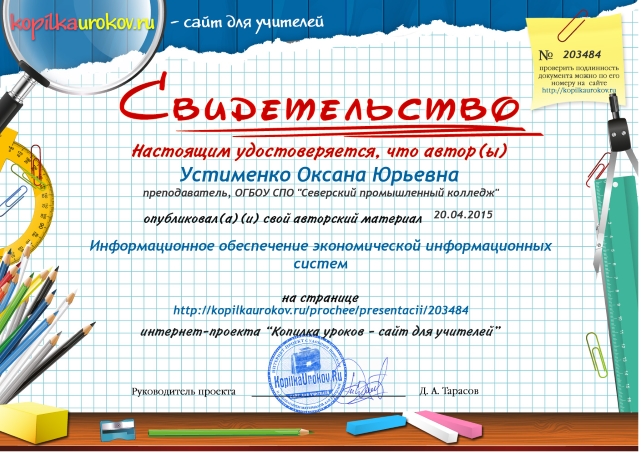 kopilkaurokov.ru – сайт для учителей
№ 203484
проверить подлинность
документа можно по его
номеру на сайте
http://kopilkaurokov.ru
Свидетельство
Настоящим удостоверяется, что автор(ы)
Устименко Оксана Юрьевна
преподаватель, ОГБОУ СПО "Северский промышленный колледж"
опубликовал(а)(и) свой авторский материал 20.04.2015
Информационное обеспечение экономической информационных
систем
на странице
http://kopilkaurokov.ru/prochee/presentacii/203484
интернет-проекта “Копилка уроков – сайт для учителей”
KopilkaUrokov.Ru
Руководитель проекта Д. А. Тарасов